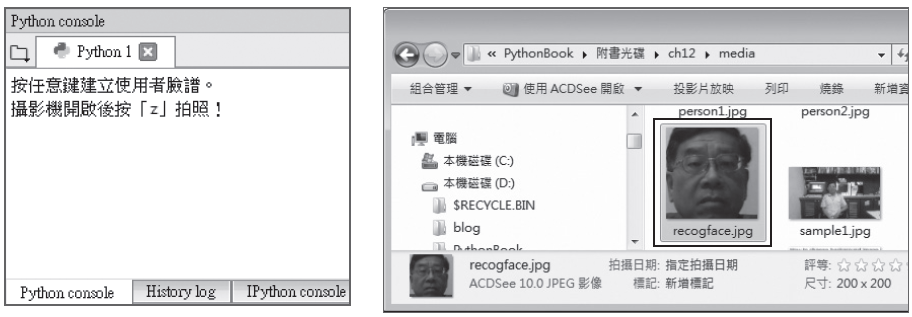 Python console
Python 1
按任意鍵建立使用者臉譜。
攝影機開啟後按「z」拍照!
Python console History log IPython console
« PythonBook ▸ 附書光碟 ▸ ch12 ▸ media
組合管理 使用 ACDSee 開啟 投影片放映 列印 燒錄
person1.jpg person2.jpg
電腦
本機磁碟 (C:)
本機磁碟 (D:)
$RECYCLE.BIN
blog
PythonBook
recogface.jpg sample1.jpg
recogface.jpg 拍攝日期: 指定拍攝日期 評等: ☆☆☆☆
ACDSee 10.0 JPEG 影像 標記: 新增標記 尺寸: 200 x 200